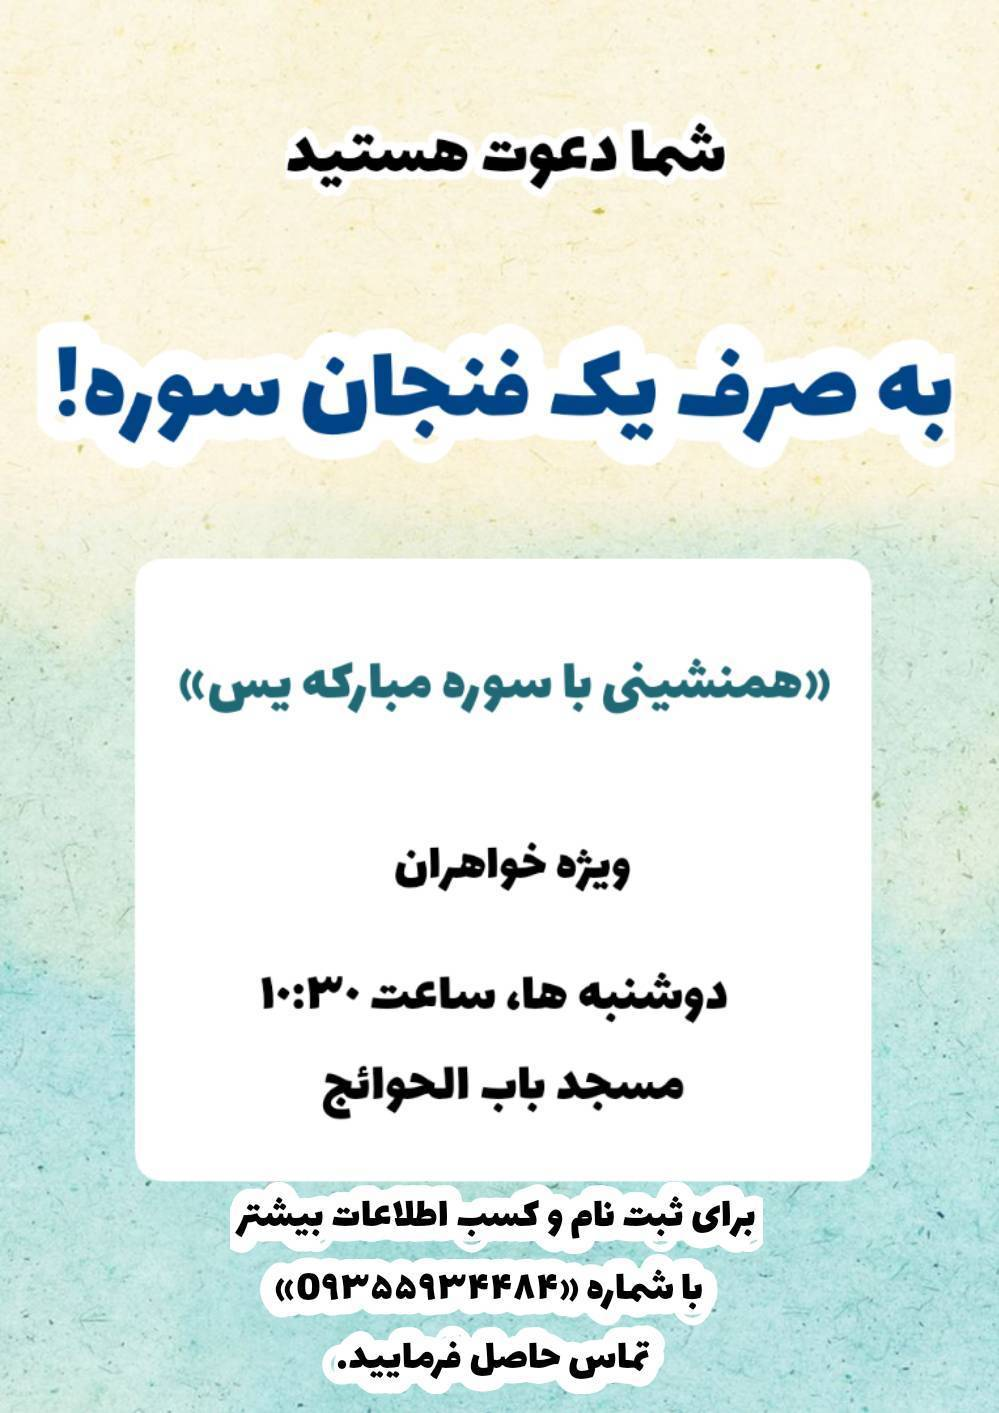 شما دعوت هستید
به صرف یک فنجان سوره!
«همنشینی با سوره مبارکه یس»
ویژه خواهران
دوشنبه ها، ساعت ۱۰:۳۰
مسجد باب الحوائج
برای ثبت نام و کسب اطلاعات بیشتر
با شماره «0۹۳۵۵۹۳۴۴۸۴»
تماس حاصل فرمایید.